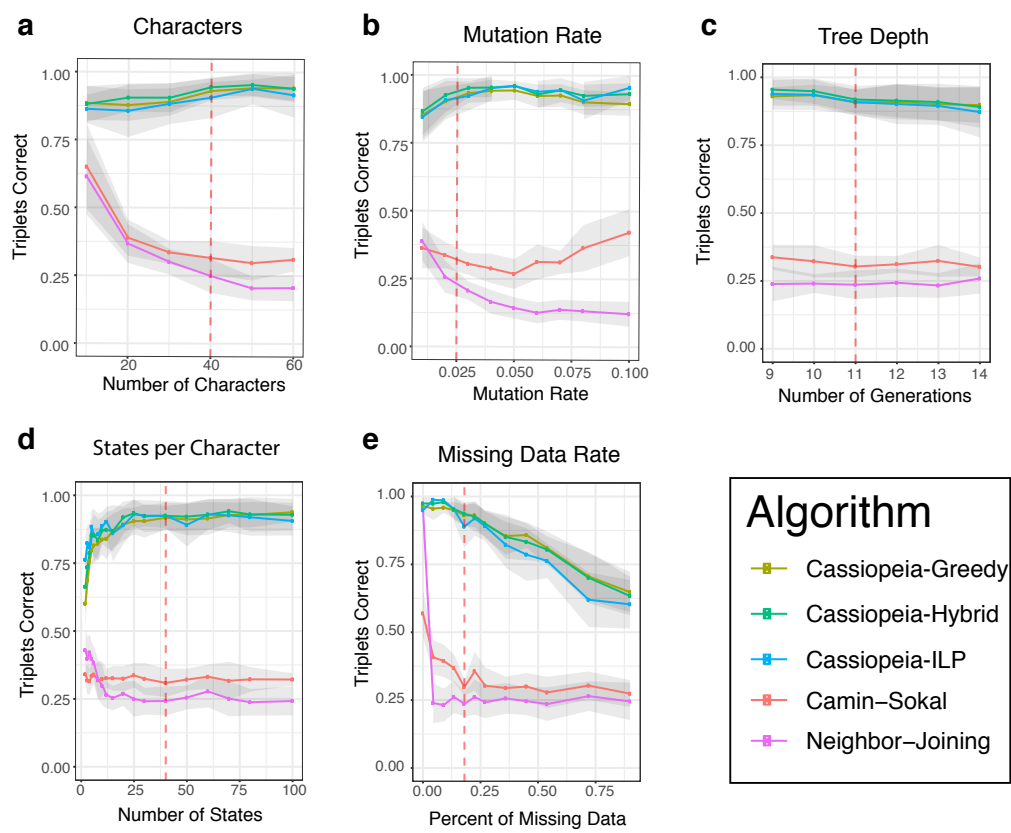 a
Characters
Triplets Correct
1.00
0.75
0.50
0.25
0.00
20
40
60
Number of Characters
b
Mutation Rate
Triplets Correct
1.00
0.75
0.50
0.25
0.00
0.025
0.050
0.075
0.100
Mutation Rate
c
Tree Depth
Triplets Correct
1.00
0.75
0.50
0.25
0.00
9
10
11
12
13
14
Number of Generations
d
States per Character
Triplets Correct
1.00
0.75
0.50
0.25
0.00
0
25
50
75
100
Number of States
e
Missing Data Rate
Triplets Correct
1.00
0.75
0.50
0.25
0.00
0.00
0.25
0.50
0.75
Percent of Missing Data
Algorithm
Cassiopeia-Greedy
Cassiopeia-Hybrid
Cassiopeia-ILP
Camin−Sokal
Neighbor−Joining